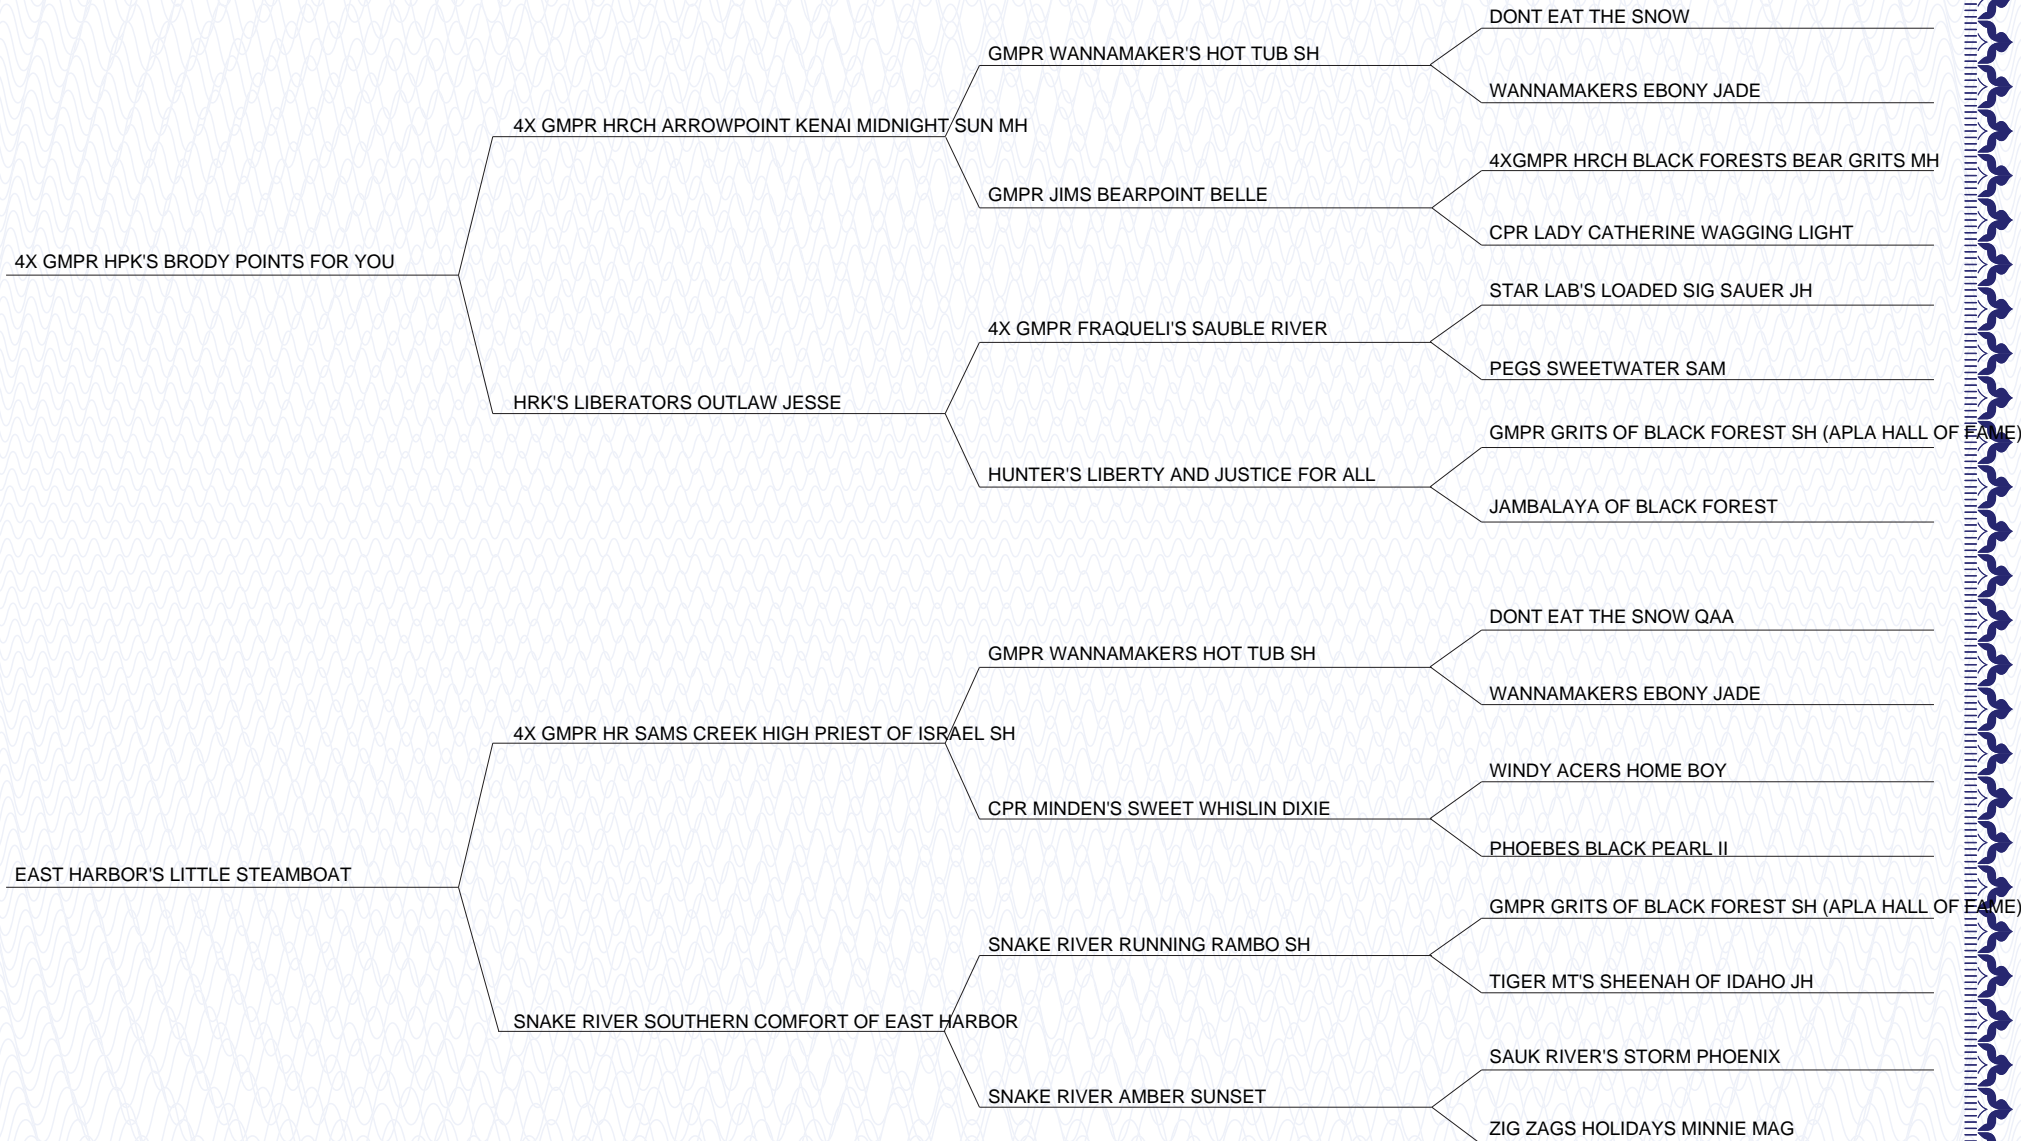 DONT EAT THE SNOW
GMPR WANNAMAKER'S HOT TUB SH
WANNAMAKERS EBONY JADE
4X GMPR HRCH ARROWPOINT KENAI MIDNIGHT SUN MH
4XGMPR HRCH BLACK FORESTS BEAR GRITS MH
GMPR JIMS BEARPOINT BELLE
CPR LADY CATHERINE WAGGING LIGHT
4X GMPR HPK'S BRODY POINTS FOR YOU
STAR LAB'S LOADED SIG SAUER JH
4X GMPR FRAQUELI'S SAUBLE RIVER
PEGS SWEETWATER SAM
HRK'S LIBERATORS OUTLAW JESSE
GMPR GRITS OF BLACK FOREST SH (APLA HALL OF FAME)
HUNTER'S LIBERTY AND JUSTICE FOR ALL
JAMBALAYA OF BLACK FOREST
DONT EAT THE SNOW QAA
GMPR WANNAMAKERS HOT TUB SH
WANNAMAKERS EBONY JADE
4X GMPR HR SAMS CREEK HIGH PRIEST OF ISRAEL SH
WINDY ACERS HOME BOY
CPR MINDEN'S SWEET WHISLIN DIXIE
PHOEBES BLACK PEARL II
EAST HARBOR'S LITTLE STEAMBOAT
GMPR GRITS OF BLACK FOREST SH (APLA HALL OF FAME)
SNAKE RIVER RUNNING RAMBO SH
TIGER MT'S SHEENAH OF IDAHO JH
SNAKE RIVER SOUTHERN COMFORT OF EAST HARBOR
SAUK RIVER'S STORM PHOENIX
SNAKE RIVER AMBER SUNSET
ZIG ZAGS HOLIDAYS MINNIE MAG